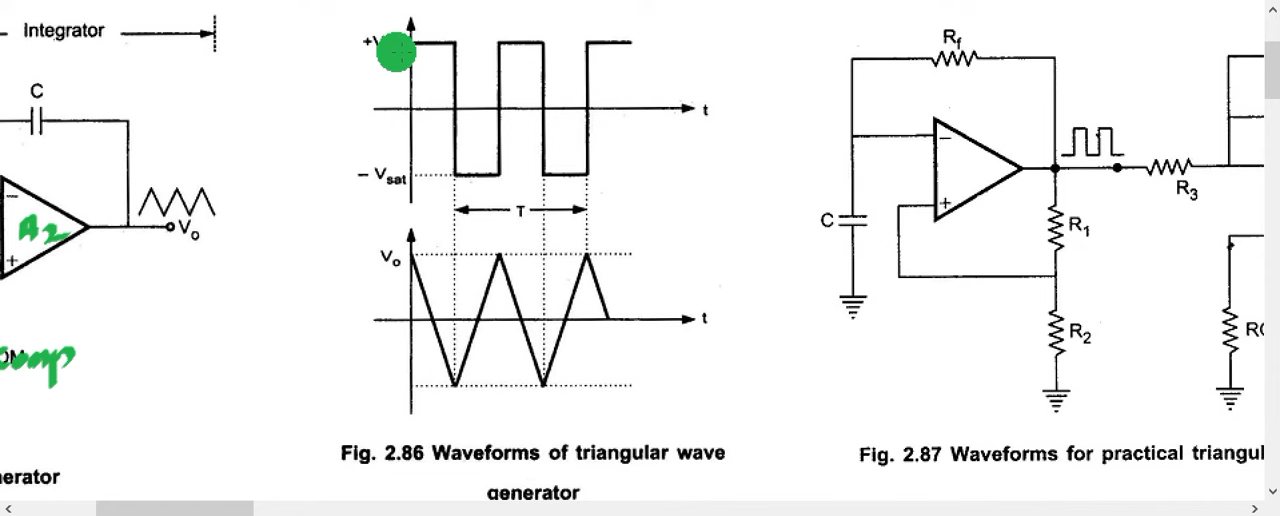 Integrator
C
A2
Vo
comp
erator
+V
t
- Vsat
T
Vo
t
Fig. 2.86 Waveforms of triangular wave
generator
Rf
C
R3
R1
R2
Fig. 2.87 Waveforms for practical triangul